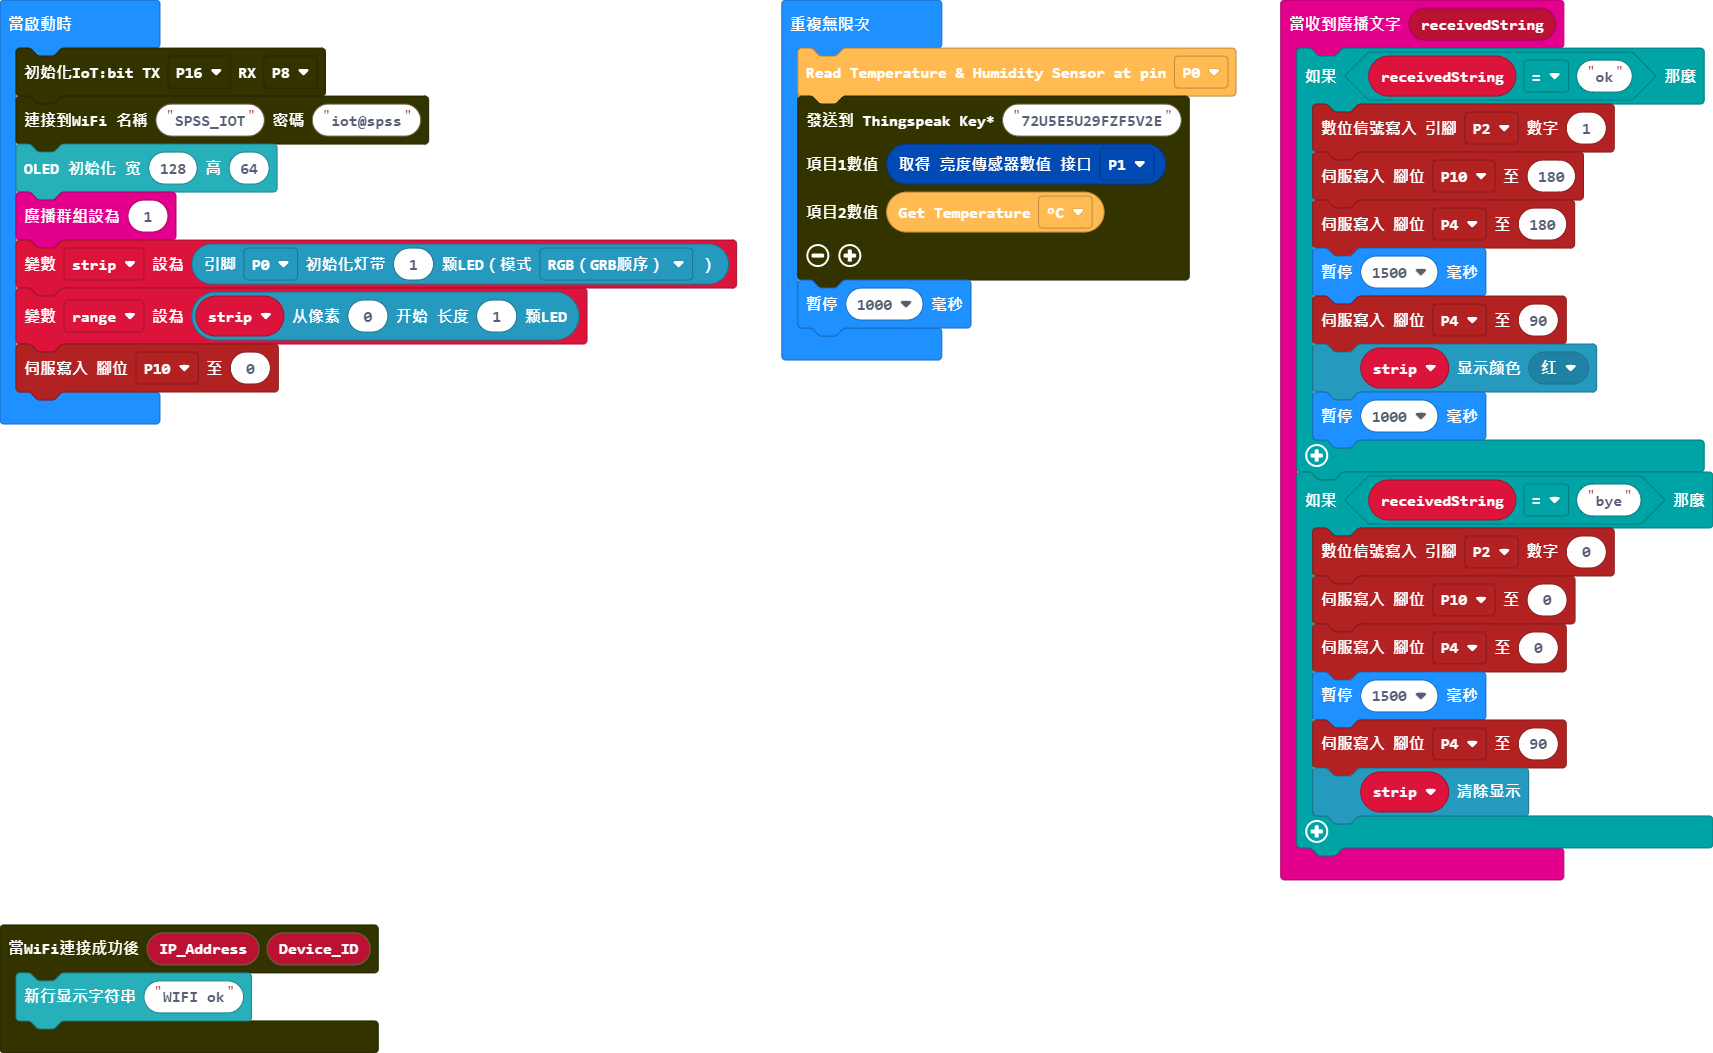 當啟動時
初始化IoT:bit TX P16 RX P8
連接到WiFi 名稱 "SPSS_IOT" 密碼 "iot@spss"
OLED 初始化 宽 128 高 64
廣播群組設為 1
變數 strip 設為 引脚 P0 初始化灯带 1 颗LED（模式 RGB（GRB顺序） ）
變數 range 設為 strip 从像素 0 开始 长度 1 颗LED
伺服寫入 腳位 P10 至 0
重複無限次
Read Temperature & Humidity Sensor at pin P0
發送到 Thingspeak Key* "72U5E5U29FZF5V2E"
項目1數值 取得 亮度傳感器數值 接口 P1
項目2數值 Get Temperature ºC
暫停 1000 毫秒
當收到廣播文字 receivedString
如果 receivedString = "ok" 那麼
數位信號寫入 引腳 P2 數字 1
伺服寫入 腳位 P10 至 180
伺服寫入 腳位 P4 至 180
暫停 1500 毫秒
伺服寫入 腳位 P4 至 90
strip 显示颜色 红
暫停 1000 毫秒
如果 receivedString = "bye" 那麼
數位信號寫入 引腳 P2 數字 0
伺服寫入 腳位 P10 至 0
伺服寫入 腳位 P4 至 0
暫停 1500 毫秒
伺服寫入 腳位 P4 至 90
strip 清除显示
當WiFi連接成功後 IP_Address Device_ID
新行显示字符串 "WIFI ok"